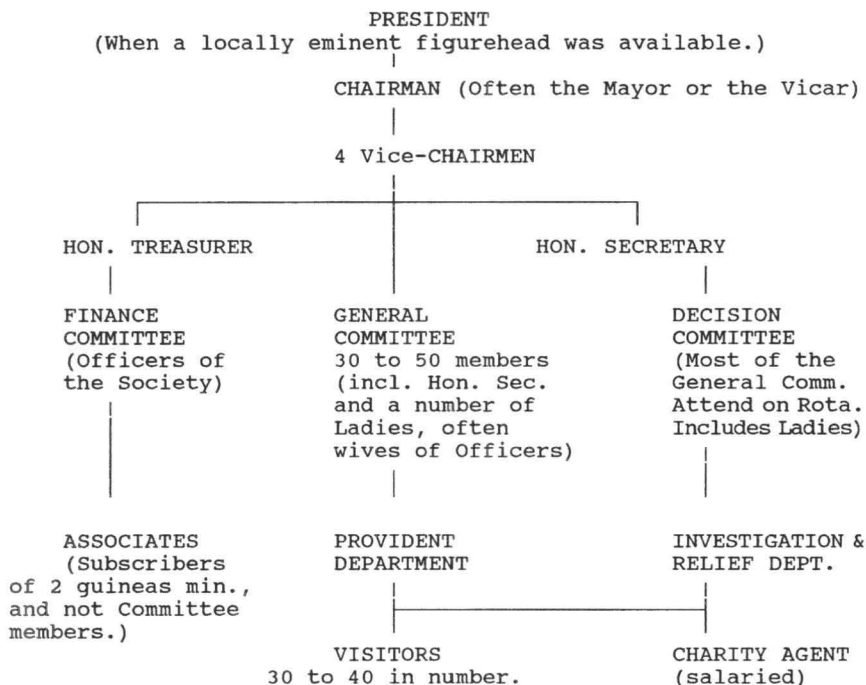 PRESIDENT
(When a locally eminent figurehead was available.)
CHAIRMAN (Often the Mayor or the Vicar)
4 Vice-CHAIRMEN
HON. TREASURER
HON. SECRETARY
FINANCE
COMMITTEE
(Officers of
the Society)
GENERAL
COMMITTEE
30 to 50 members
(incl. Hon. Sec.
and a number of
Ladies, often
wives of Officers)
DECISION
COMMITTEE
(Most of the
General Comm.
Attend on Rota.
Includes Ladies)
ASSOCIATES
(Subscribers
of 2 guineas min.,
and not Committee
members.)
PROVIDENT
DEPARTMENT
INVESTIGATION &
RELIEF DEPT.
VISITORS
30 to 40 in number.
CHARITY AGENT
(salaried)